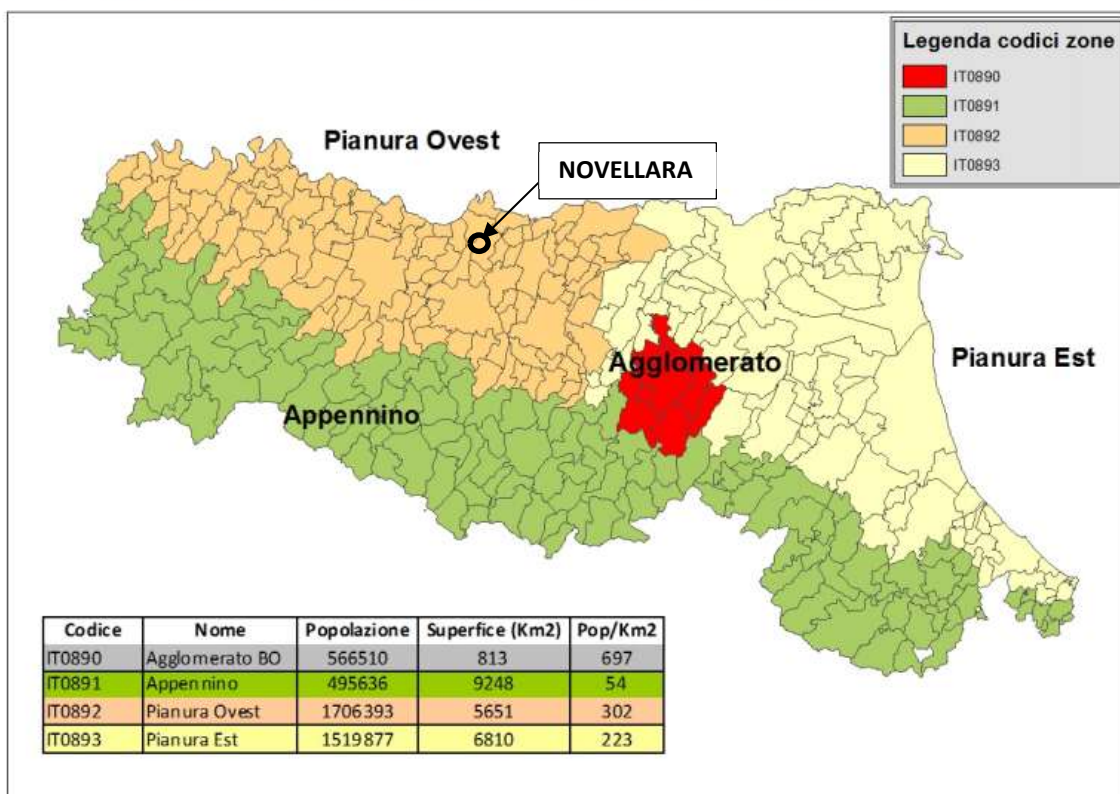 Legenda codici zone
IT0890
IT0891
IT0892
IT0893
Pianura Ovest
NOVELLARA
Agglomerato
Pianura Est
Appennino
Codice Nome Popolazione Superfice (Km2) Pop/Km2
IT0890 Agglomerato BO 566510 813 697
IT0891 Appennino 495636 9248 54
IT0892 Pianura Ovest 1706393 5651 302
IT0893 Pianura Est 1519877 6810 223